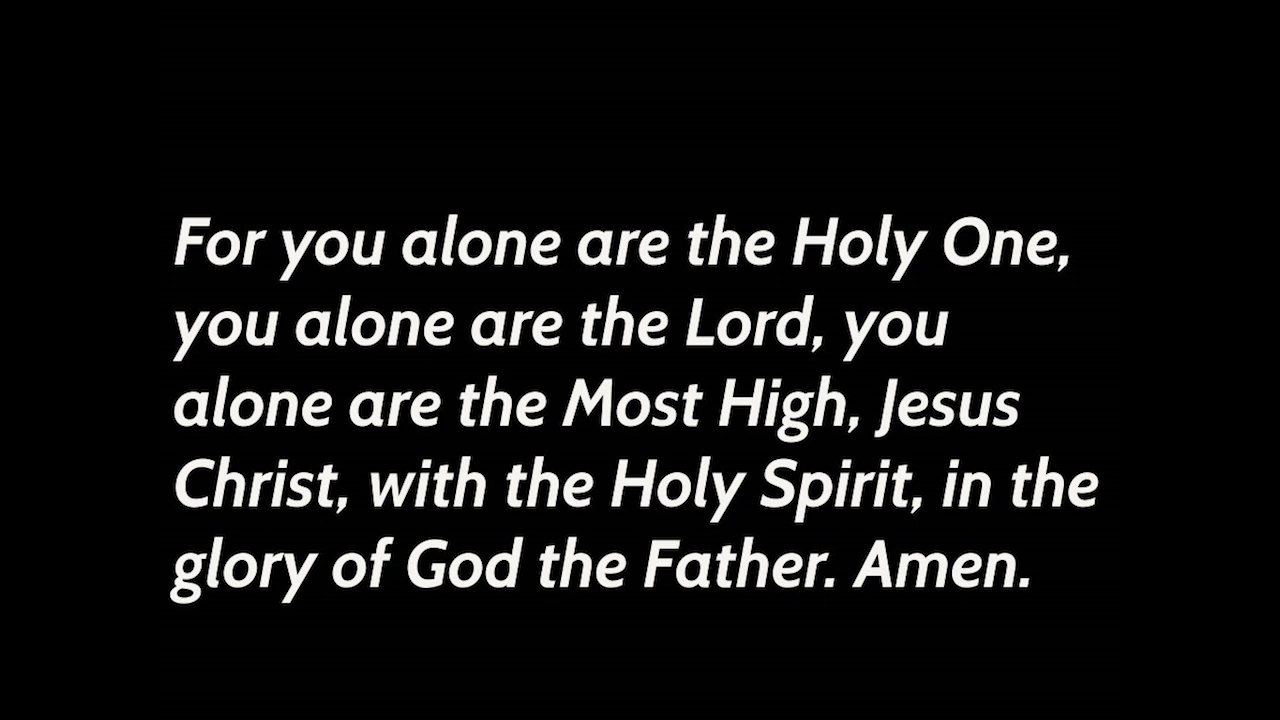 For you alone are the Holy One,
you alone are the Lord, you
alone are the Most High, Jesus
Christ, with the Holy Spirit, in the
glory of God the Father. Amen.